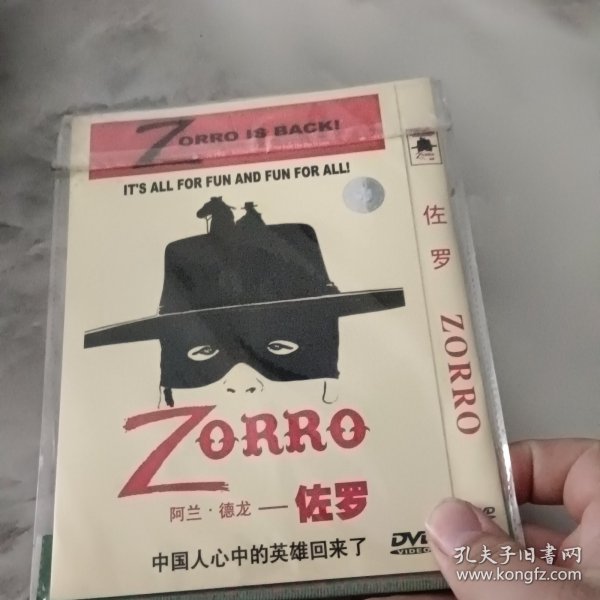 ZORRO IS BACK!
IT'S ALL FOR FUN AND FUN FOR ALL!
ZORRO
阿兰·德龙—佐罗
中国人心中的英雄回来了
DVD
VIDEO
佐罗
ZORRO
孔夫子旧书网
www.kongfz.com